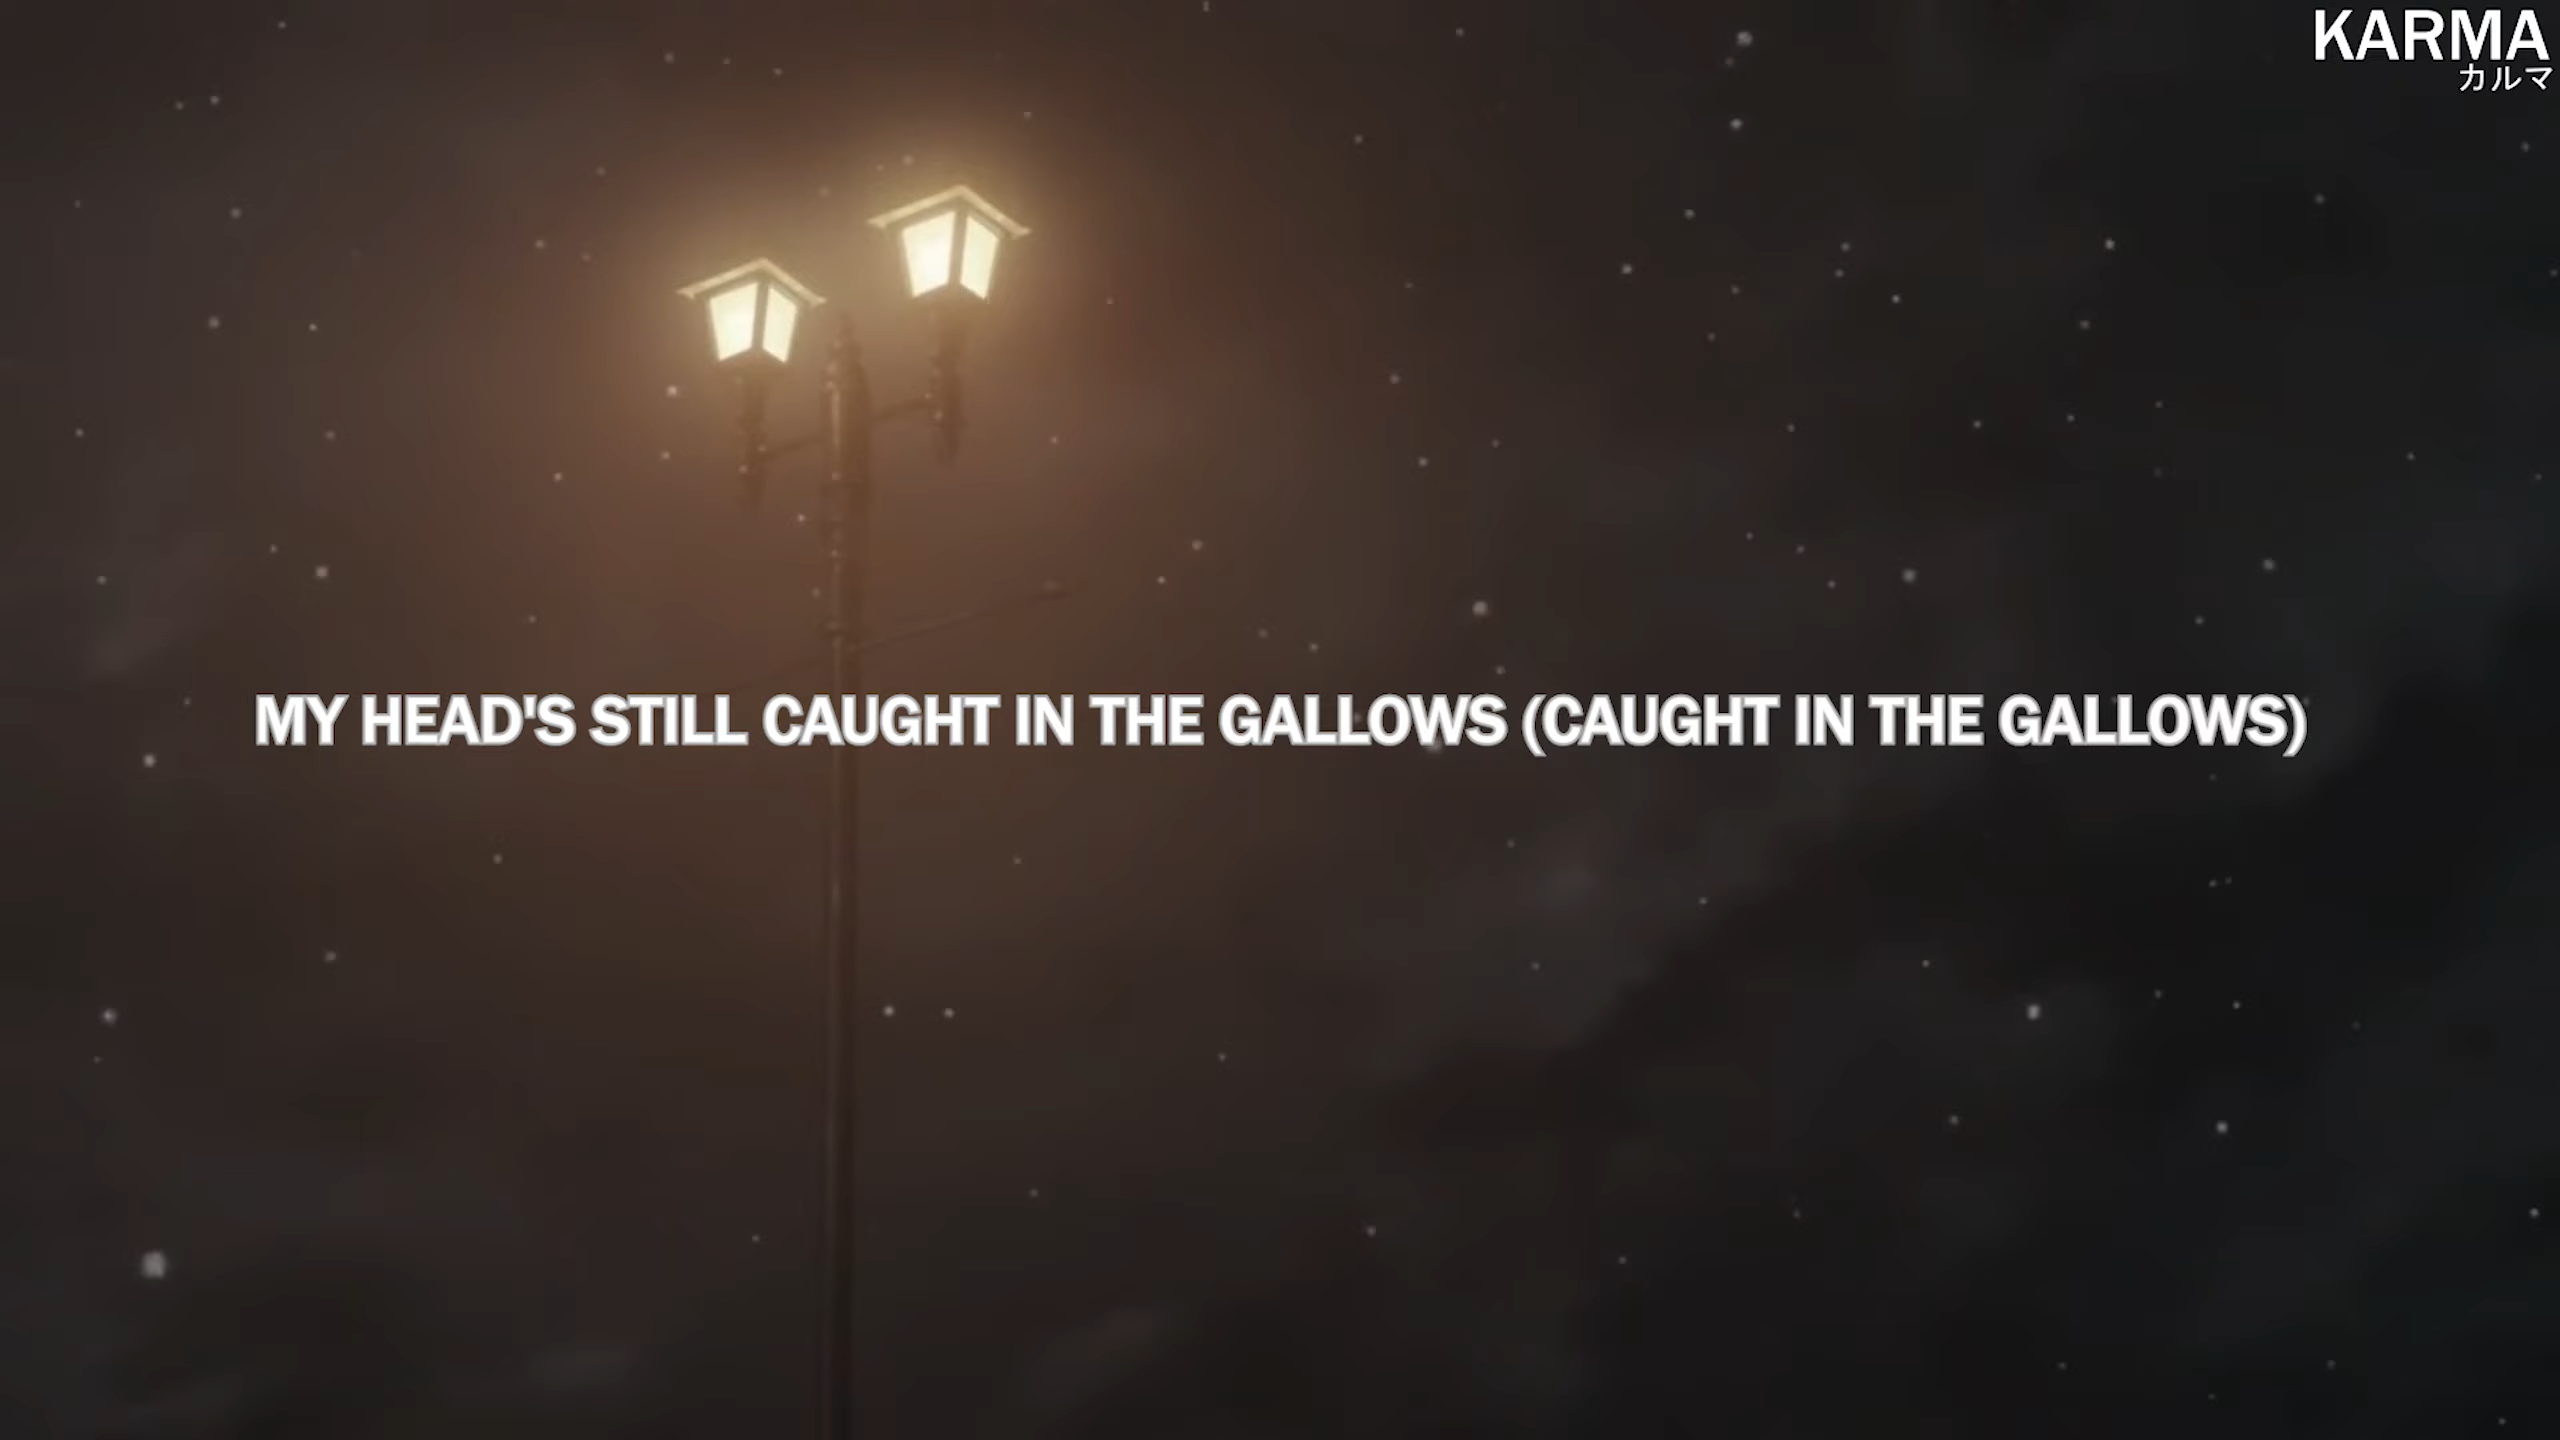 KARMA
カルマ
MY HEAD'S STILL CAUGHT IN THE GALLOWS (CAUGHT IN THE GALLOWS)